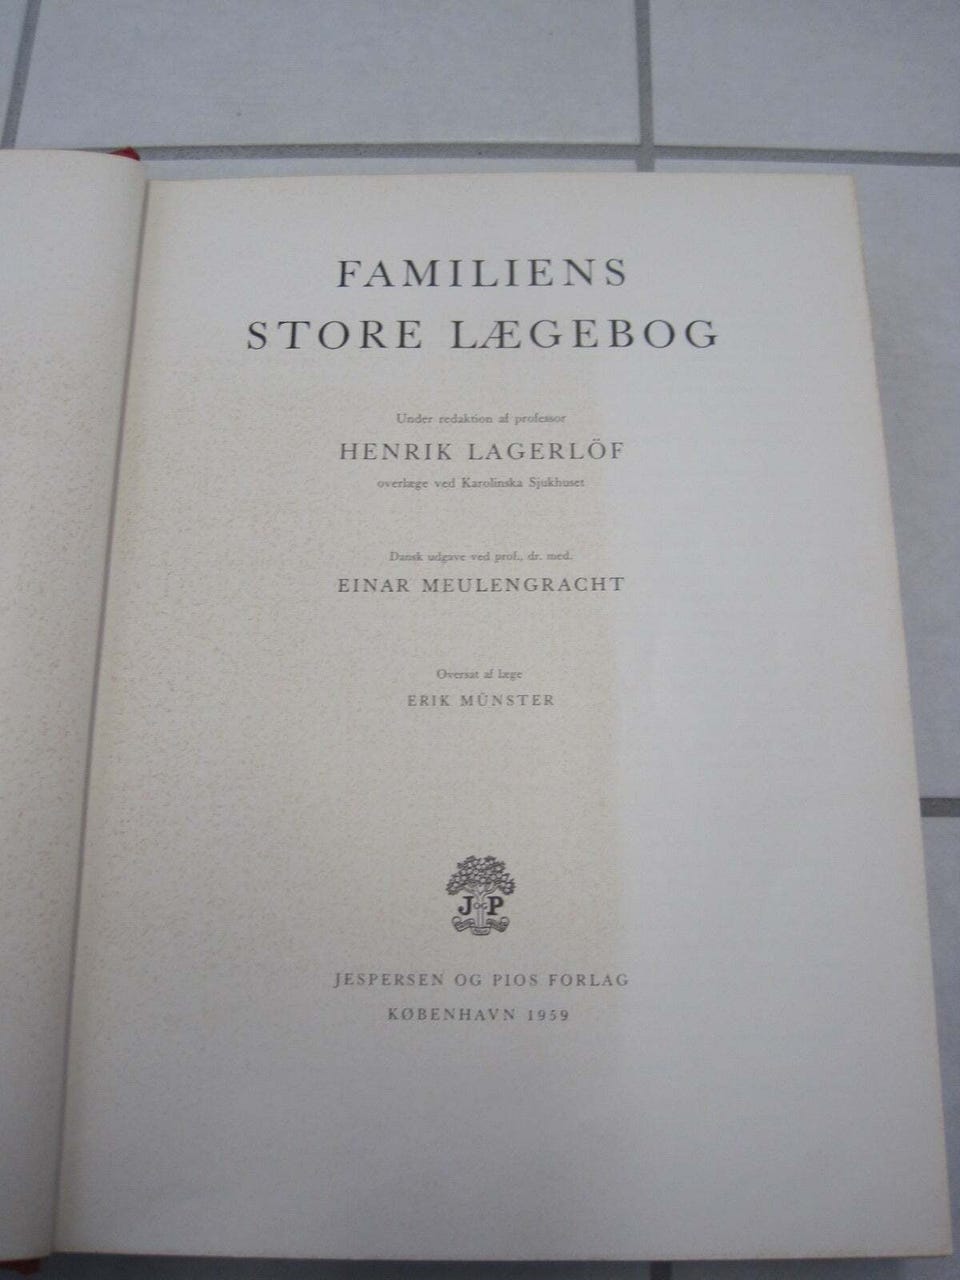 FAMILIENS
STORE LÆGEBOG
Under redaktion af professor
HENRIK LAGERLÖF
overlæge ved Karolinska Sjukhuset
Dansk udgave ved prof., dr. med.
EINAR MEULENGRACHT
Oversat af læge
ERIK MÜNSTER
J OG P
JESPERSEN OG PIOS FORLAG
KØBENHAVN 1959